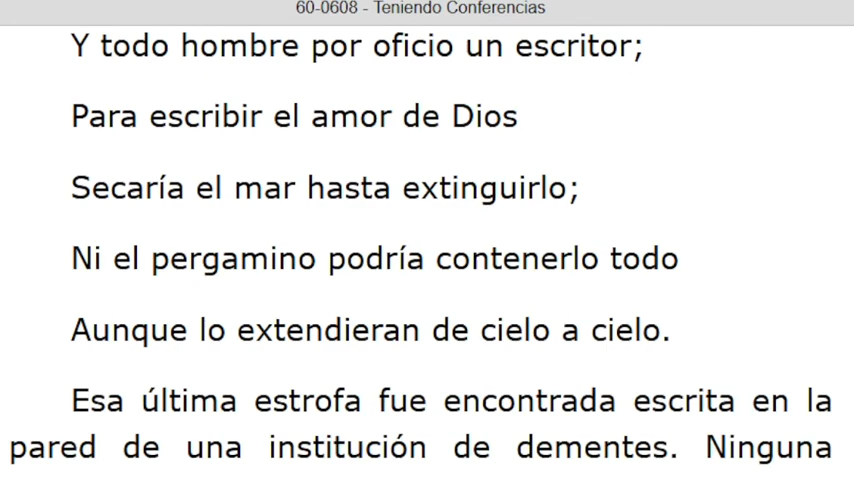 60-0608 - Teniendo Conferencias
Y todo hombre por oficio un escritor;
Para escribir el amor de Dios
Secaría el mar hasta extinguirlo;
Ni el pergamino podría contenerlo todo
Aunque lo extendieran de cielo a cielo.
Esa última estrofa fue encontrada escrita en la
pared de una institución de dementes. Ninguna